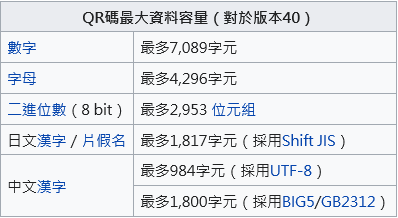 QR碼最大資料容量（對於版本40）
數字 最多7,089字元
字母 最多4,296字元
二進位數（8 bit） 最多2,953 位元組
日文漢字 / 片假名 最多1,817字元（採用Shift JIS）
中文漢字 最多984字元（採用UTF-8）
最多1,800字元（採用BIG5/GB2312）